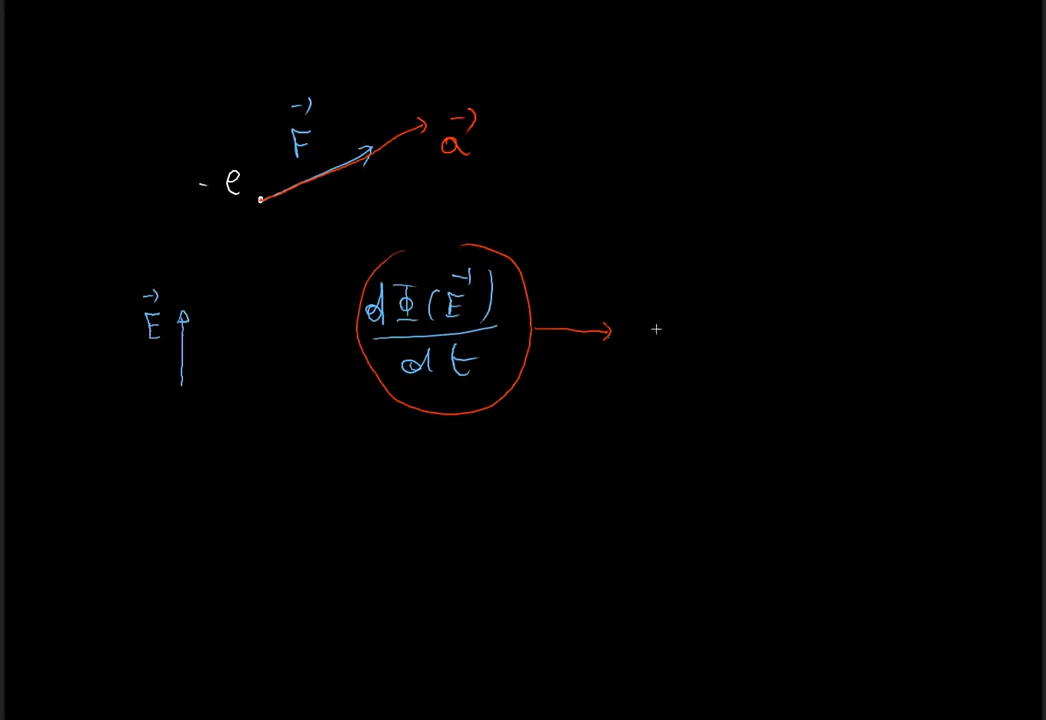 F⃗
a⃗
- e
E⃗
dΦ(E⃗)
dt